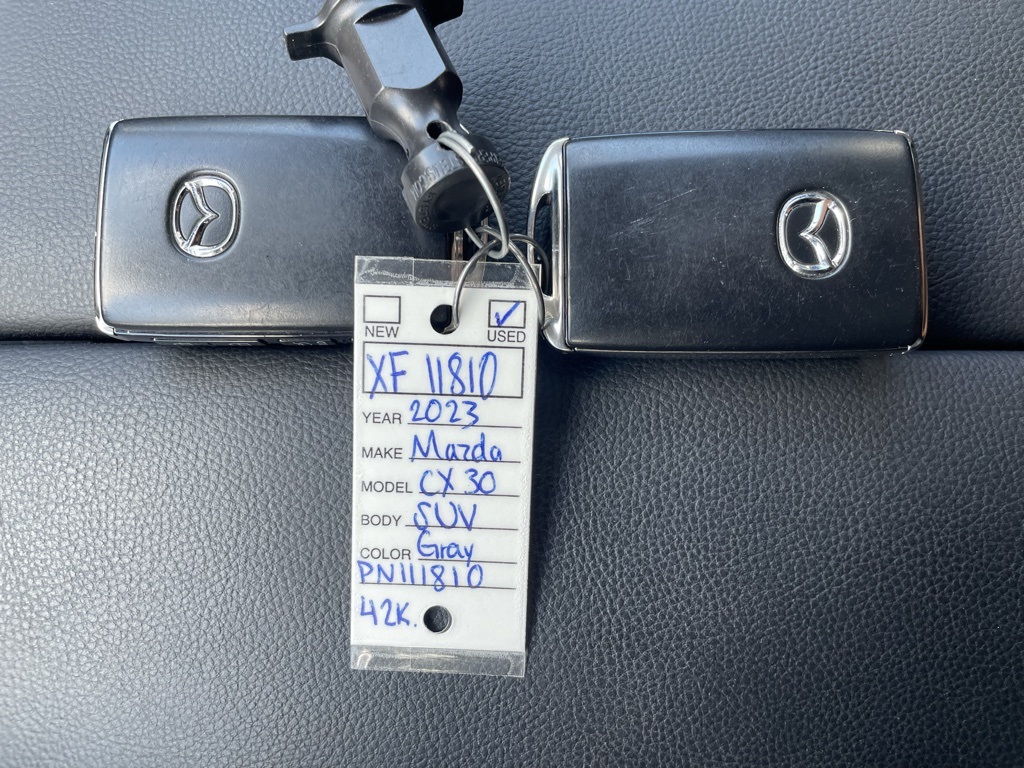 NEW USED
XF 11810
YEAR 2023
MAKE Mazda
MODEL CX 30
BODY SUV
COLOR Gray
PN111810
42K.